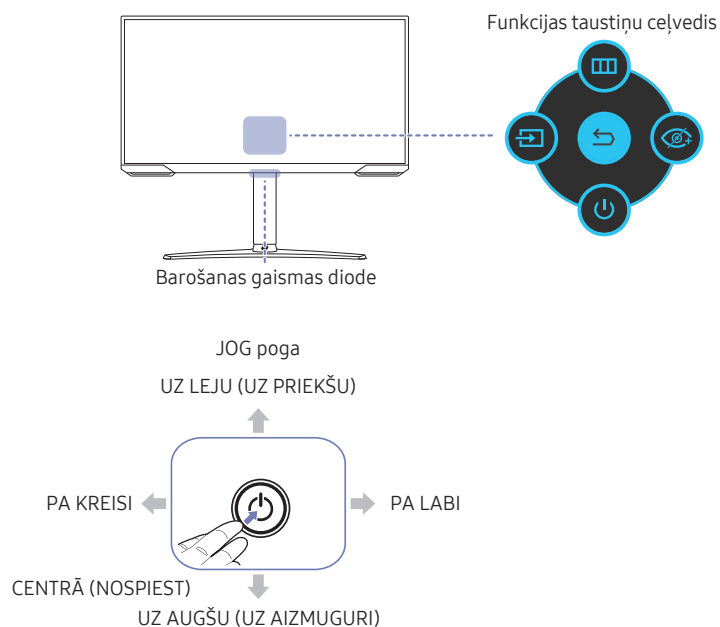 Funkcijas taustiņu ceļvedis
Barošanas gaismas diode
JOG poga
UZ LEJU (UZ PRIEKŠU)
PA KREISI
PA LABI
CENTRĀ (NOSPIEST)
UZ AUGŠU (UZ AIZMUGURI)